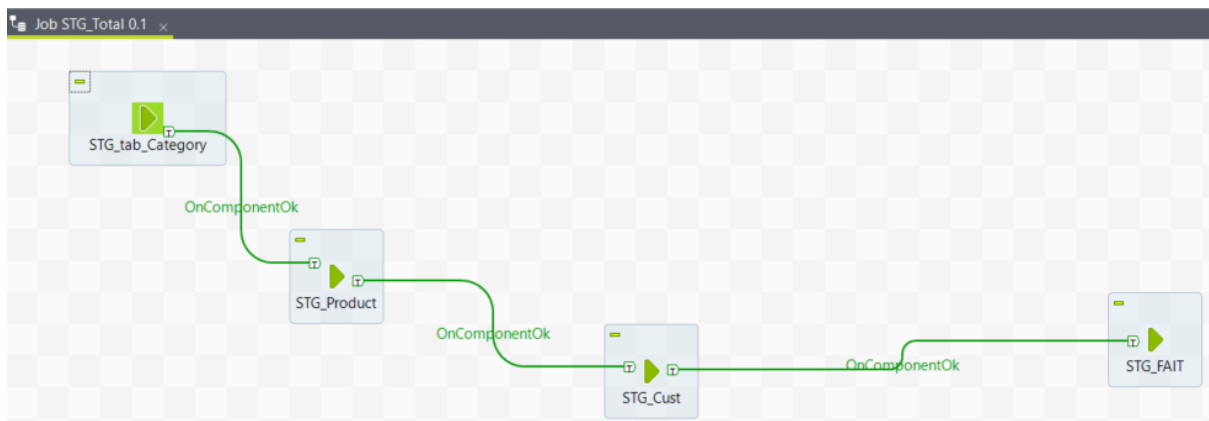 Job STG_Total 0.1
STG_tab_Category
OnComponentOk
STG_Product
OnComponentOk
STG_Cust
OnComponentOk
STG_FAIT
T
T
T
T
T
T